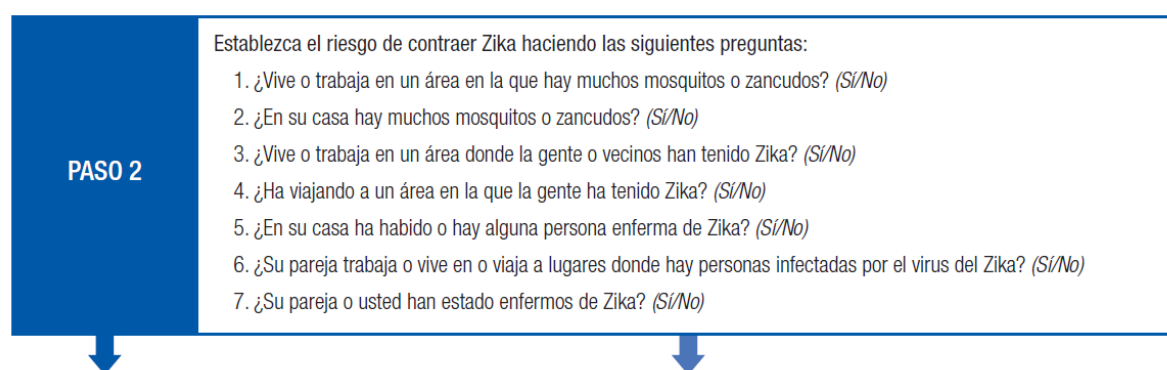 PASO 2
Establezca el riesgo de contraer Zika haciendo las siguientes preguntas:
1. ¿Vive o trabaja en un área en la que hay muchos mosquitos o zancudos? (Sí/No)
2. ¿En su casa hay muchos mosquitos o zancudos? (Sí/No)
3. ¿Vive o trabaja en un área donde la gente o vecinos han tenido Zika? (Sí/No)
4. ¿Ha viajando a un área en la que la gente ha tenido Zika? (Sí/No)
5. ¿En su casa ha habido o hay alguna persona enferma de Zika? (Sí/No)
6. ¿Su pareja trabaja o vive en o viaja a lugares donde hay personas infectadas por el virus del Zika? (Sí/No)
7. ¿Su pareja o usted han estado enfermos de Zika? (Sí/No)